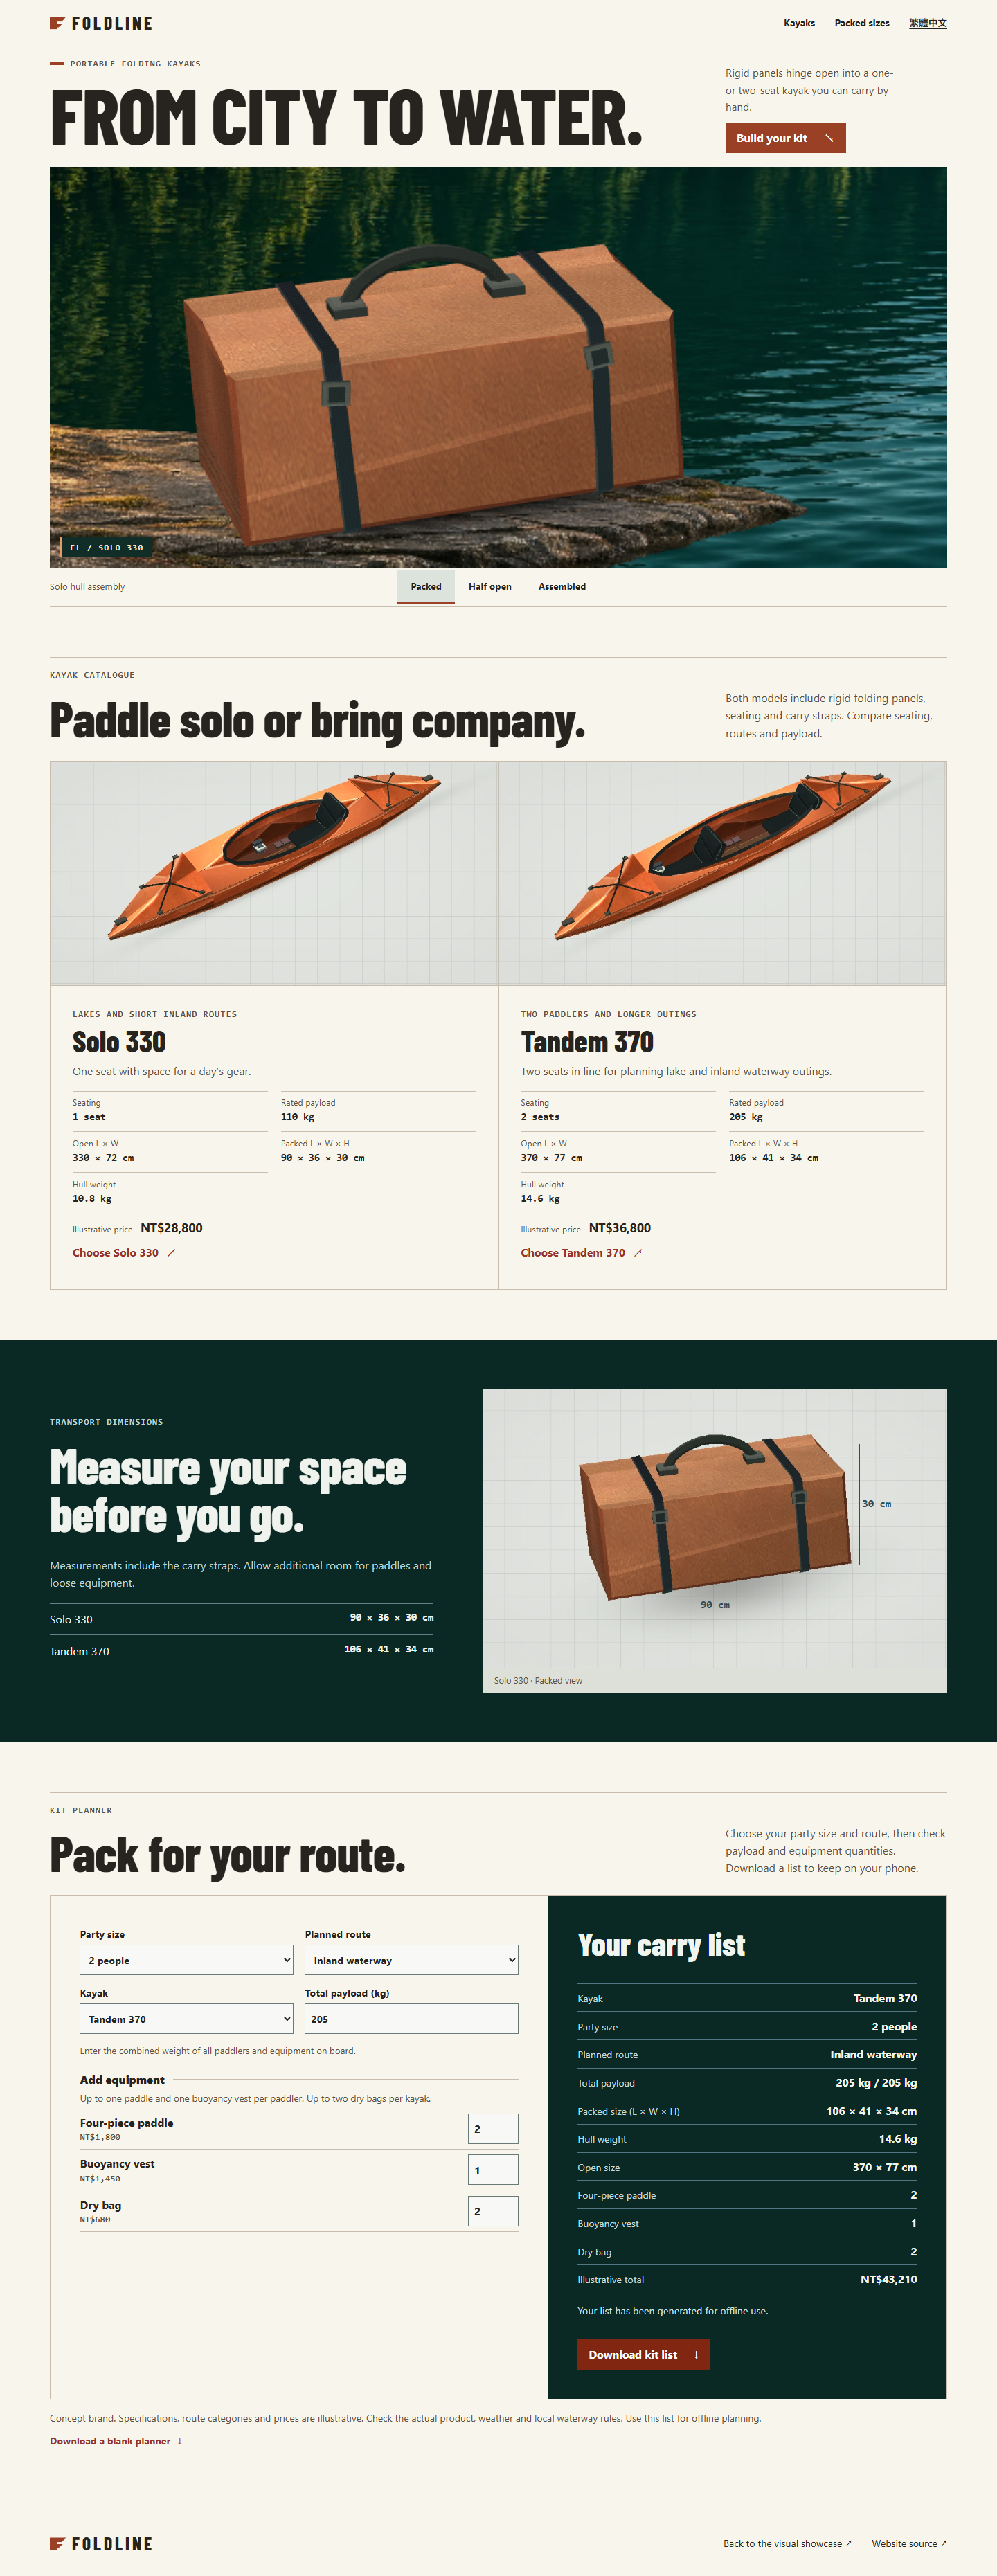 FOLDLINE
Kayaks
Packed sizes
繁體中文
PORTABLE FOLDING KAYAKS
FROM CITY TO WATER.
Rigid panels hinge open into a one-
or two-seat kayak you can carry by
hand.
Build your kit ↘
FL / SOLO 330
Solo hull assembly
Packed
Half open
Assembled
KAYAK CATALOGUE
Paddle solo or bring company.
Both models include rigid folding panels,
seating and carry straps. Compare seating,
routes and payload.
LAKES AND SHORT INLAND ROUTES
Solo 330
One seat with space for a day's gear.
Seating
1 seat
Rated payload
110 kg
Open L × W
330 × 72 cm
Packed L × W × H
90 × 36 × 30 cm
Hull weight
10.8 kg
Illustrative price NT$28,800
Choose Solo 330 ↗
TWO PADDLERS AND LONGER OUTINGS
Tandem 370
Two seats in line for planning lake and inland waterway outings.
Seating
2 seats
Rated payload
205 kg
Open L × W
370 × 77 cm
Packed L × W × H
106 × 41 × 34 cm
Hull weight
14.6 kg
Illustrative price NT$36,800
Choose Tandem 370 ↗
TRANSPORT DIMENSIONS
Measure your space
before you go.
Measurements include the carry straps. Allow additional room for paddles and
loose equipment.
Solo 330 90 × 36 × 30 cm
Tandem 370 106 × 41 × 34 cm
30 cm
90 cm
Solo 330 · Packed view
KIT PLANNER
Pack for your route.
Choose your party size and route, then check
payload and equipment quantities.
Download a list to keep on your phone.
Party size
2 people
Planned route
Inland waterway
Kayak
Tandem 370
Total payload (kg)
205
Enter the combined weight of all paddlers and equipment on board.
Add equipment
Up to one paddle and one buoyancy vest per paddler. Up to two dry bags per kayak.
Four-piece paddle
NT$1,800
2
Buoyancy vest
NT$1,450
1
Dry bag
NT$680
2
Your carry list
Kayak Tandem 370
Party size 2 people
Planned route Inland waterway
Total payload 205 kg / 205 kg
Packed size (L × W × H) 106 × 41 × 34 cm
Hull weight 14.6 kg
Open size 370 × 77 cm
Four-piece paddle 2
Buoyancy vest 1
Dry bag 2
Illustrative total NT$43,210
Your list has been generated for offline use.
Download kit list ↓
Concept brand. Specifications, route categories and prices are illustrative. Check the actual product, weather and local waterway rules. Use this list for offline planning.
Download a blank planner ↓
FOLDLINE
Back to the visual showcase ↗
Website source ↗